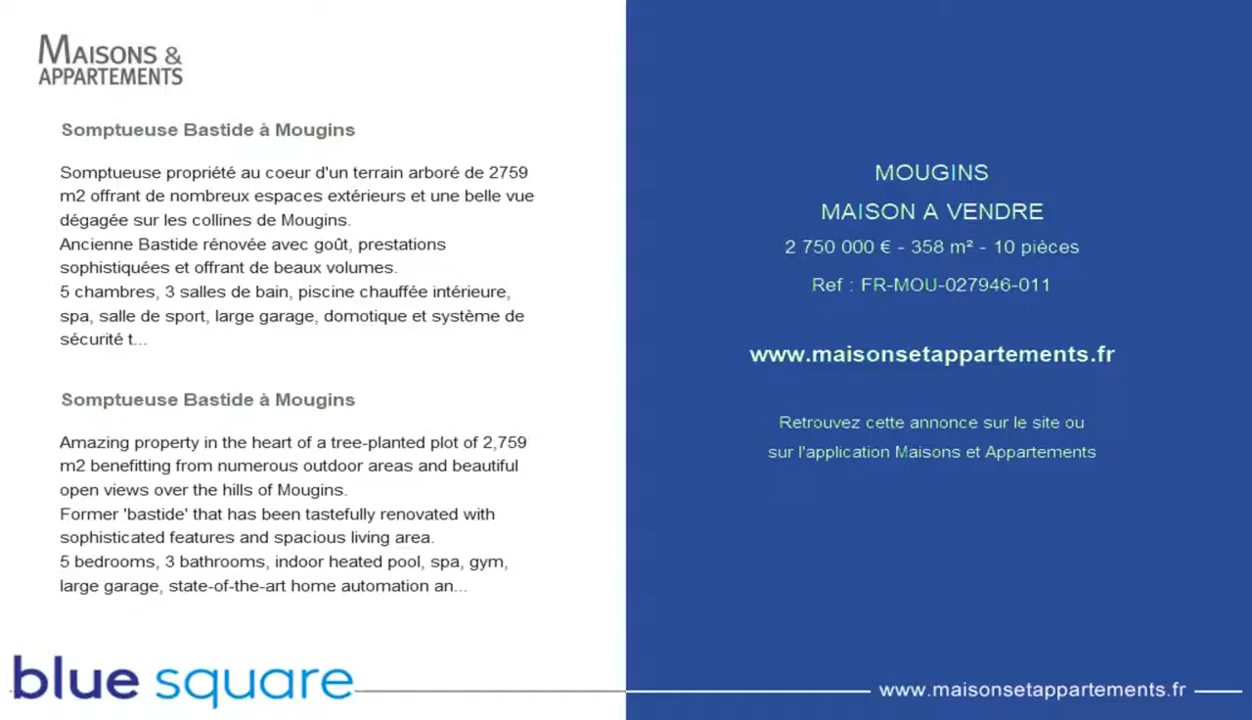 MAISONS &
APPARTEMENTS
Somptueuse Bastide à Mougins
Somptueuse propriété au coeur d'un terrain arboré de 2759
m2 offrant de nombreux espaces extérieurs et une belle vue
dégagée sur les collines de Mougins.
Ancienne Bastide rénovée avec goût, prestations
sophistiquées et offrant de beaux volumes.
5 chambres, 3 salles de bain, piscine chauffée intérieure,
spa, salle de sport, large garage, domotique et système de
sécurité t...
Somptueuse Bastide à Mougins
Amazing property in the heart of a tree-planted plot of 2,759
m2 benefitting from numerous outdoor areas and beautiful
open views over the hills of Mougins.
Former 'bastide' that has been tastefully renovated with
sophisticated features and spacious living area.
5 bedrooms, 3 bathrooms, indoor heated pool, spa, gym,
large garage, state-of-the-art home automation an...
blue square
MOUGINS
MAISON A VENDRE
2 750 000 € - 358 m² - 10 pièces
Ref : FR-MOU-027946-011
www.maisonsetappartements.fr
Retrouvez cette annonce sur le site ou
sur l'application Maisons et Appartements
www.maisonsetappartements.fr